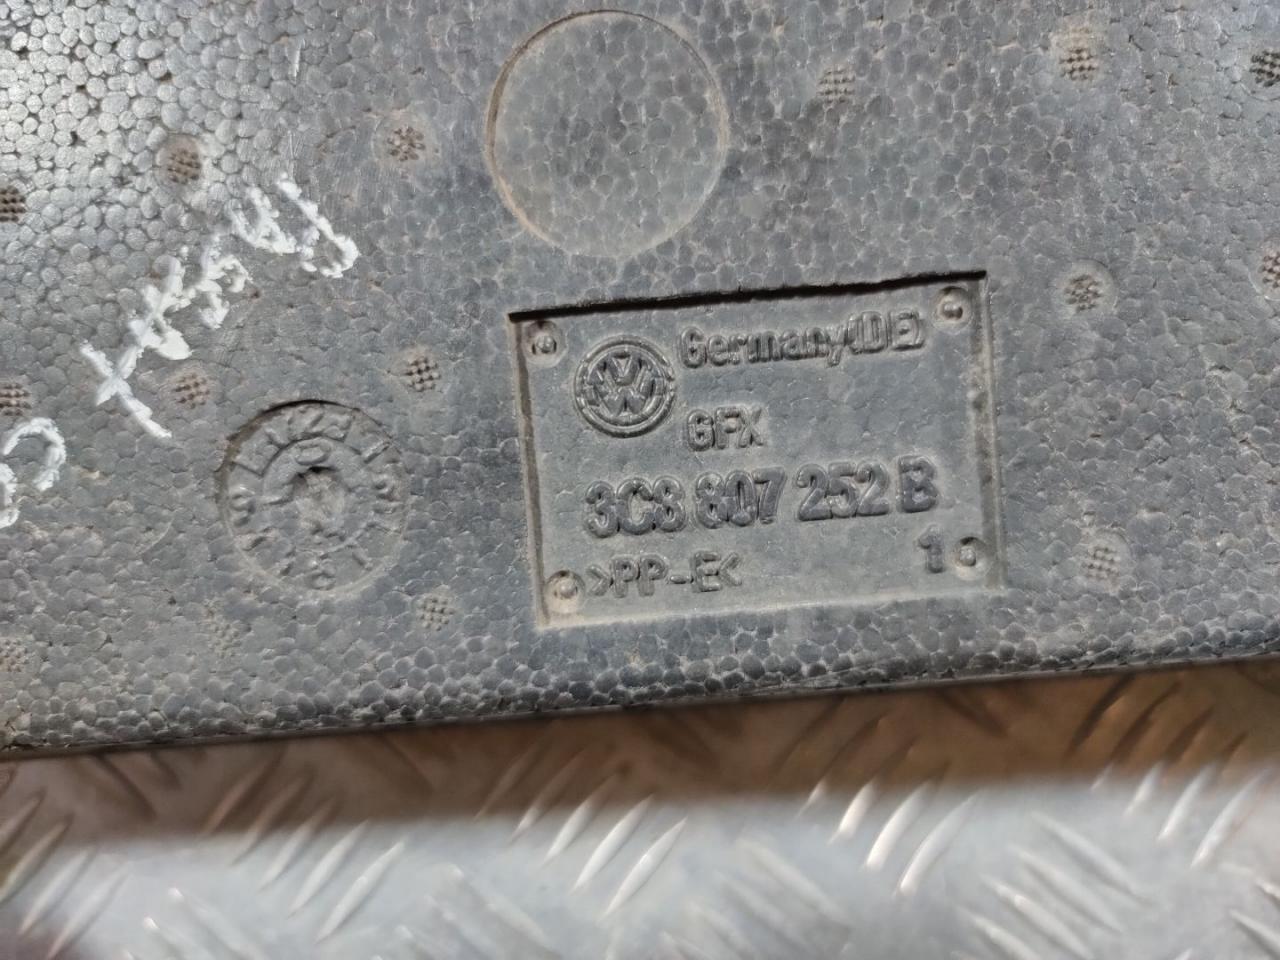 Germany(DE)
GFX
3C8 807 252 B
>PP-E<
1